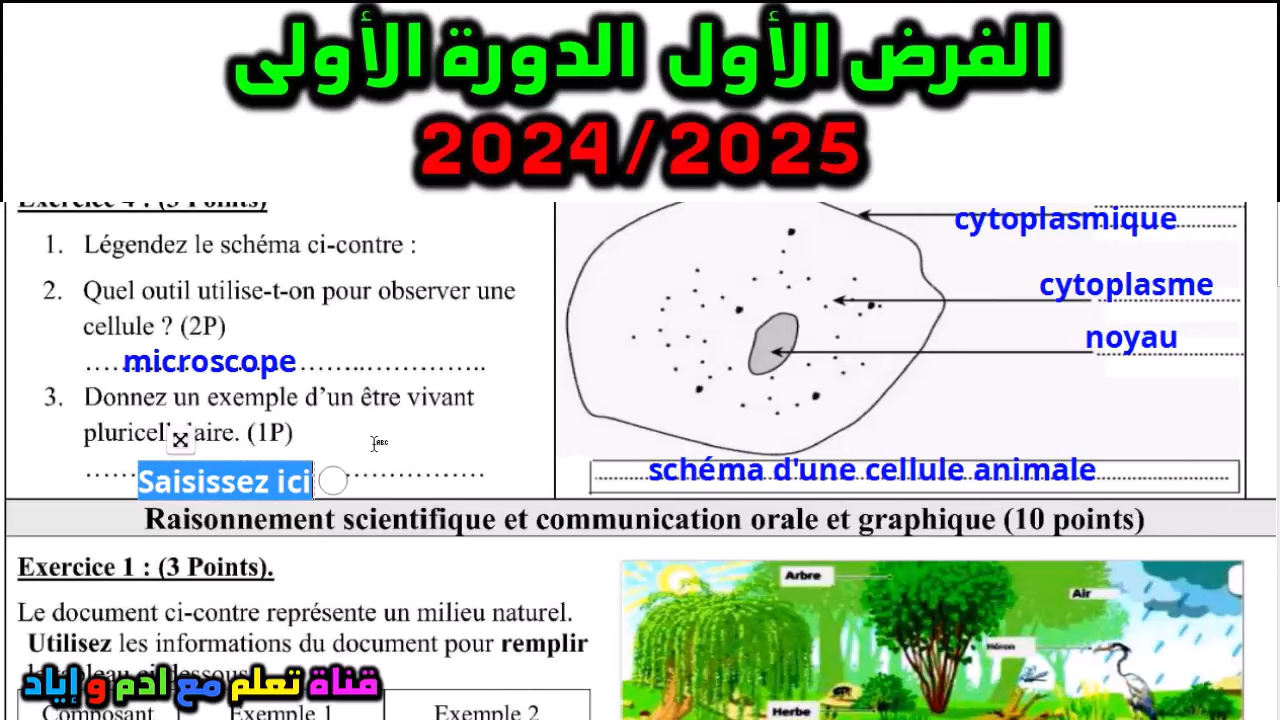 الفرض الأول الدورة الأولى
2024/2025
Exercice 4 : (3 Points)
1. Légendez le schéma ci-contre :
2. Quel outil utilise-t-on pour observer une
cellule ? (2P)
microscope
3. Donnez un exemple d'un être vivant
(1P)
Saisissez ici
ABC
cytoplasmique
cytoplasme
noyau
schéma d'une cellule animale
Raisonnement scientifique et communication orale et graphique (10 points)
Exercice 1 : (3 Points).
Le document ci-contre représente un milieu naturel.
Utilisez les informations du document pour remplir
قناة تعلم مع ادم و إياد
Composant Exemple 1 Exemple 2
Arbre
Air
Héron
Herbe